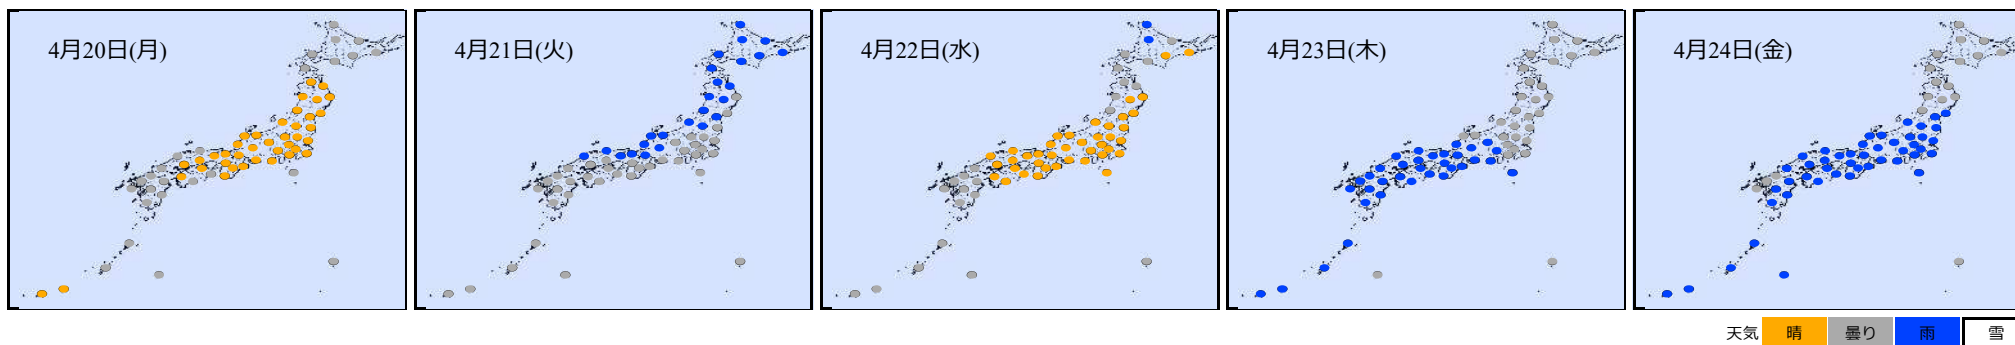 4月20日(月)
4月21日(火)
4月22日(水)
4月23日(木)
4月24日(金)
天気 晴 曇り 雨 雪